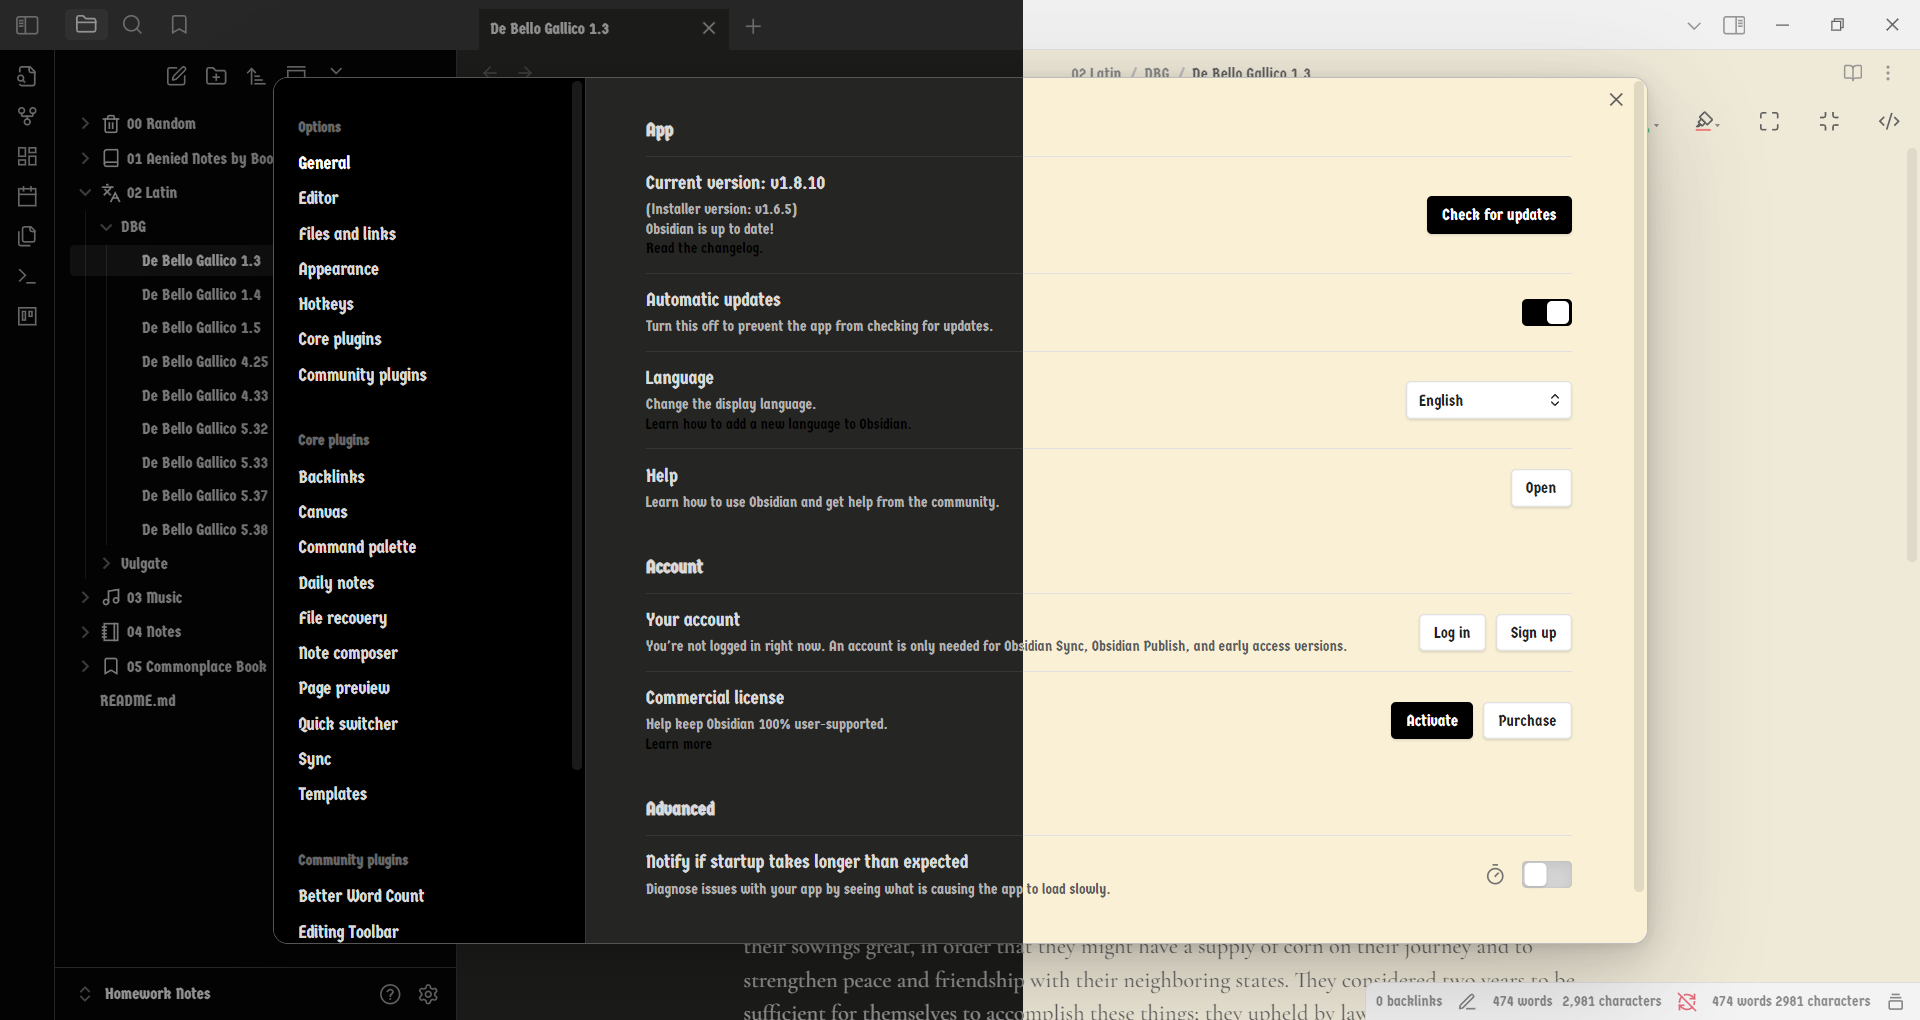 De Bello Gallico 1.3
02 Latin / DBG / De Bello Gallico 1.3
00 Random
01 Aenied Notes by Boo
02 Latin
DBG
De Bello Gallico 1.3
De Bello Gallico 1.4
De Bello Gallico 1.5
De Bello Gallico 4.25
De Bello Gallico 4.33
De Bello Gallico 5.32
De Bello Gallico 5.33
De Bello Gallico 5.37
De Bello Gallico 5.38
Vulgate
03 Music
04 Notes
05 Commonplace Book
README.md
Homework Notes
Options
General
Editor
Files and links
Appearance
Hotkeys
Core plugins
Community plugins
Core plugins
Backlinks
Canvas
Command palette
Daily notes
File recovery
Note composer
Page preview
Quick switcher
Sync
Templates
Community plugins
Better Word Count
Editing Toolbar
App
Current version: v1.8.10
(Installer version: v1.6.5)
Obsidian is up to date!
Read the changelog.
Check for updates
Automatic updates
Turn this off to prevent the app from checking for updates.
Language
Change the display language.
Learn how to add a new language to Obsidian.
English
Help
Learn how to use Obsidian and get help from the community.
Open
Account
Your account
You're not logged in right now. An account is only needed for Obsidian Sync, Obsidian Publish, and early access versions.
Log in
Sign up
Commercial license
Help keep Obsidian 100% user-supported.
Learn more
Activate
Purchase
Advanced
Notify if startup takes longer than expected
Diagnose issues with your app by seeing what is causing the app to load slowly.
their sowings great, in order that they might have a supply of corn on their journey and to
strengthen peace and friendship with their neighboring states. They considered two years to be
sufficient for themselves to accomplish these things; they upheld by law
0 backlinks
474 words 2,981 characters
474 words 2981 characters